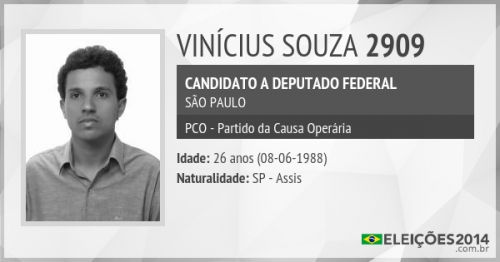 VINÍCIUS SOUZA 2909
CANDIDATO A DEPUTADO FEDERAL
SÃO PAULO
PCO - Partido da Causa Operária
Idade: 26 anos (08-06-1988)
Naturalidade: SP - Assis
ELEIÇÕES2014
.com.br